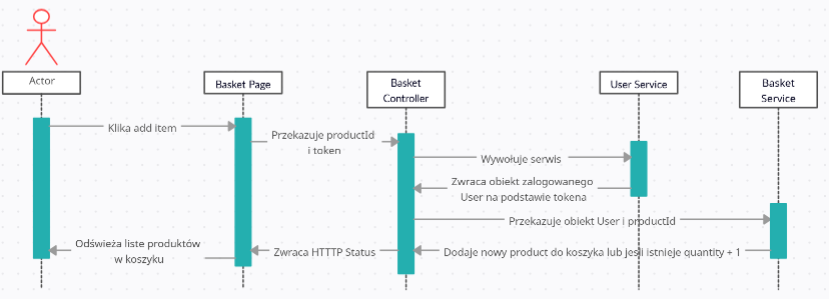 Actor
Basket Page
Basket
Controller
User Service
Basket
Service
Klika add item
Przekazuje productId
i token
Wywołuje serwis
Zwraca obiekt zalogowanego
User na podstawie tokena
Przekazuje obiekt User i productId
Dodaje nowy product do koszyka lub jeśli istnieje quantity + 1
Zwraca HTTTP Status
Odświeża liste produktów
w koszyku